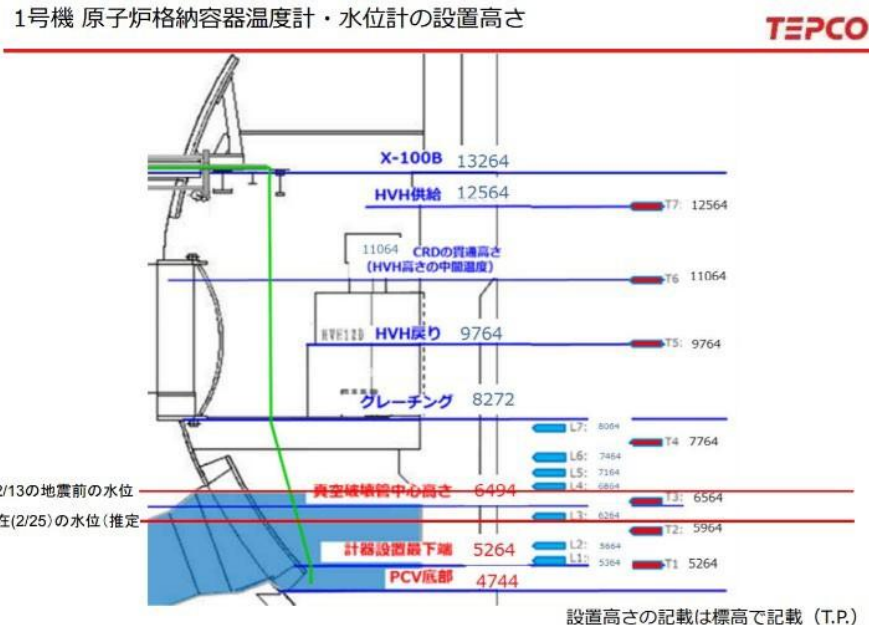 1号機 原子炉格納容器温度計・水位計の設置高さ
TEPCO
X-100B 13264
HVH供給 12564
T7: 12564
11064 CRDの貫通高さ
(HVH高さの中間温度)
T6 11064
HVH12D HVH戻り 9764
T5: 9764
グレーチング 8272
L7: 8064
T4 7764
L6: 7464
L5: 7164
L4: 6864
2/13の地震前の水位
真空破壊管中心高さ 6494
T3: 6564
在(2/25)の水位(推定
L3: 6264
T2: 5964
計器設置最下端 5264
L2: 5664
L1: 5364
T1 5264
PCV底部 4744
設置高さの記載は標高で記載（T.P.）